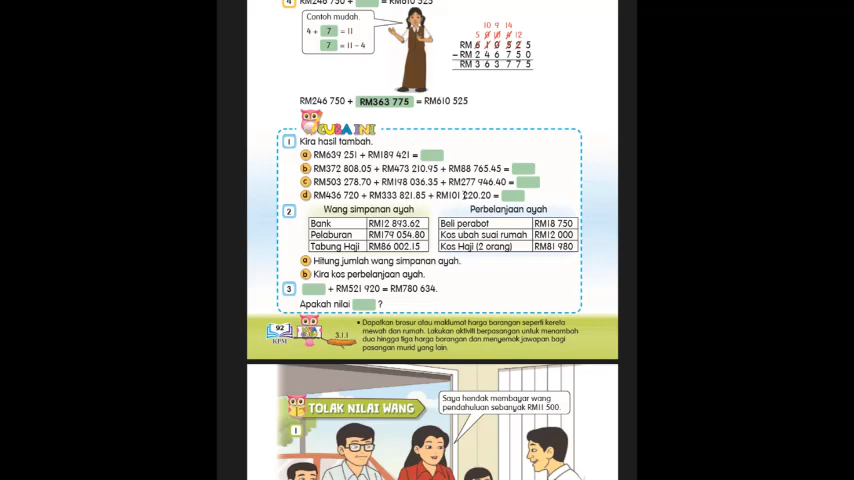 4 RM246 750 + = RM610 525
Contoh mudah.
4 + 7 = 11
7 = 11 – 4
10 9 14
5 0 10 4 12
RM 6 1 0 5 2 5
– RM 2 4 6 7 5 0
RM 3 6 3 7 7 5
RM246 750 + RM363 775 = RM610 525
CUBA INI
1 Kira hasil tambah.
a RM639 251 + RM189 421 =
b RM372 808.05 + RM473 210.95 + RM88 765.45 =
c RM503 278.70 + RM198 036.35 + RM277 946.40 =
d RM436 720 + RM333 821.85 + RM101 220.20 =
2 Wang simpanan ayah Perbelanjaan ayah
Bank RM12 893.62 Beli perabot RM18 750
Pelaburan RM179 054.80 Kos ubah suai rumah RM12 000
Tabung Haji RM86 002.15 Kos Haji (2 orang) RM81 980
a Hitung jumlah wang simpanan ayah.
b Kira kos perbelanjaan ayah.
3 + RM521 920 = RM780 634.
Apakah nilai ?
92
KPM
3.1.1
• Dapatkan brosur atau maklumat harga barangan seperti kereta
mewah dan rumah. Lakukan aktiviti berpasangan untuk menambah
dua hingga tiga harga barangan dan menyemak jawapan bagi
pasangan murid yang lain.
TOLAK NILAI WANG
1
Saya hendak membayar wang
pendahuluan sebanyak RM11 500.